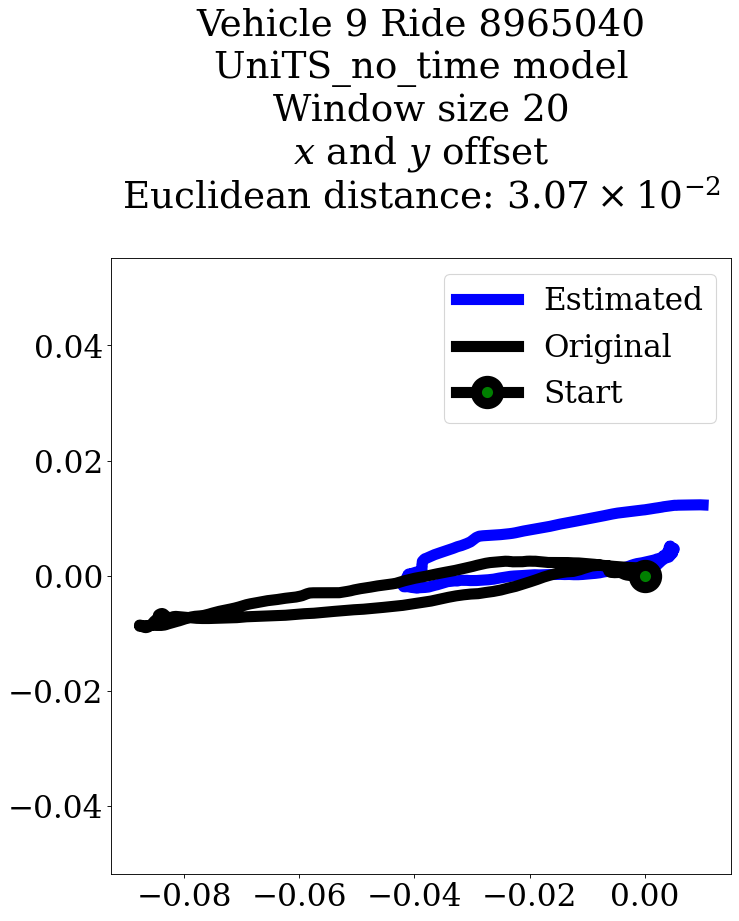 Vehicle 9 Ride 8965040
UniTS_no_time model
Window size 20
x and y offset
Euclidean distance: 3.07 × 10⁻²
Estimated
Original
Start
0.04
0.02
0.00
−0.02
−0.04
−0.08 −0.06 −0.04 −0.02 0.00